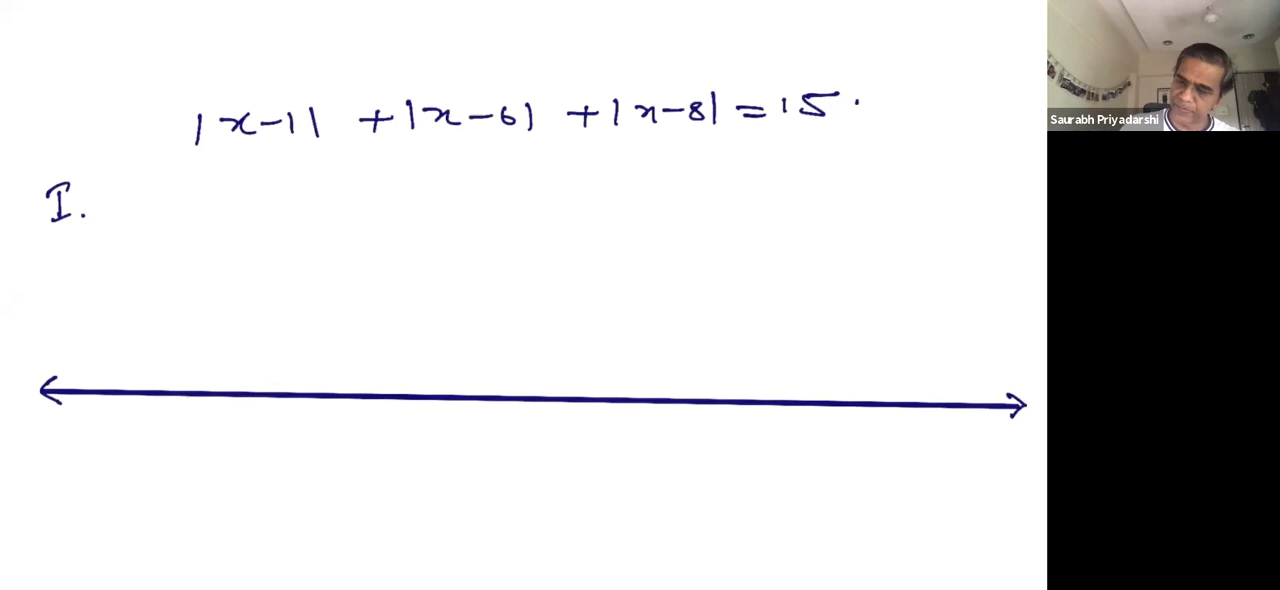 |x-1| + |x-6| + |x-8| = 15.
I.
Saurabh Priyadarshi